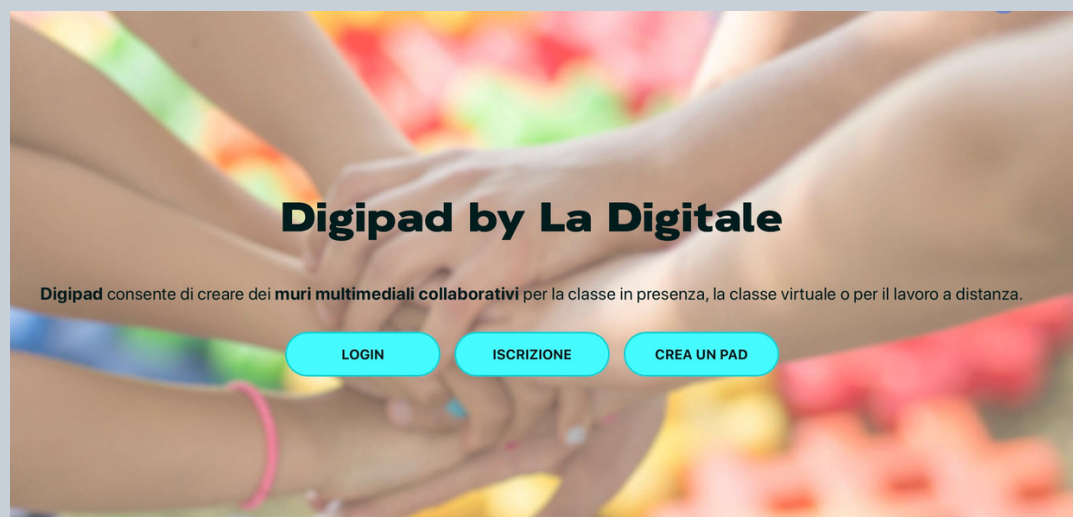 Digipad by La Digitale
Digipad consente di creare dei muri multimediali collaborativi per la classe in presenza, la classe virtuale o per il lavoro a distanza.
LOGIN
ISCRIZIONE
CREA UN PAD